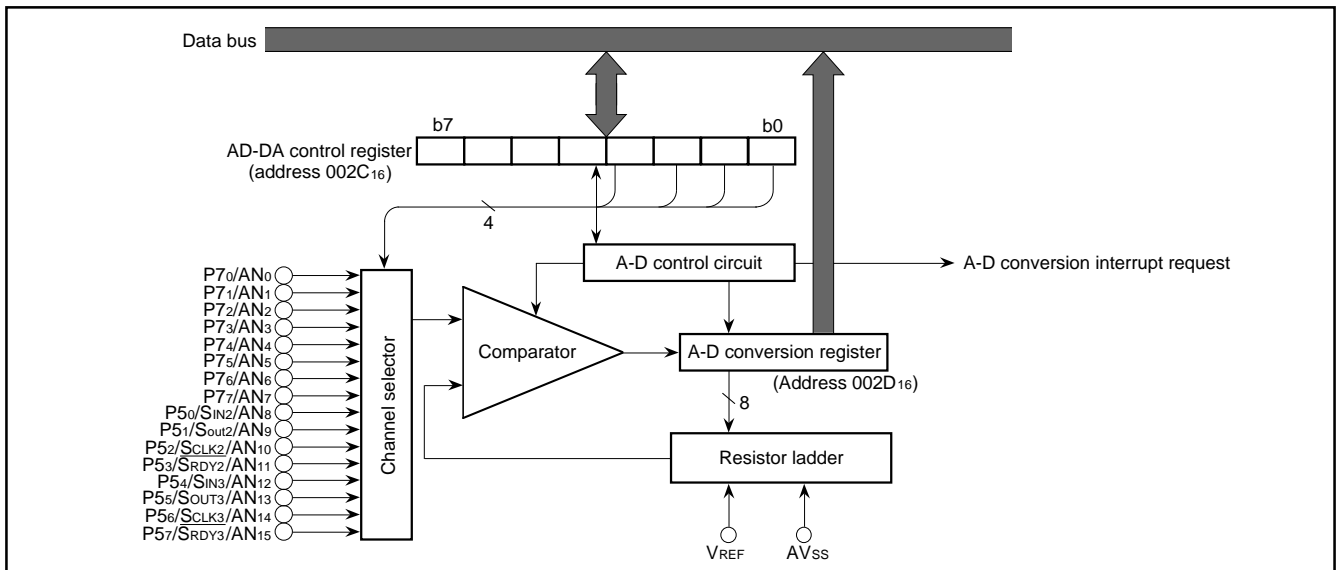 Data bus
b7
b0
AD-DA control register
(address 002C₁₆)
4
A-D control circuit
A-D conversion interrupt request
P7₀/AN₀
P7₁/AN₁
P7₂/AN₂
P7₃/AN₃
P7₄/AN₄
P7₅/AN₅
P7₆/AN₆
P7₇/AN₇
P5₀/SIN2/AN₈
P5₁/Sout2/AN₉
P5₂/SCLK2/AN₁₀
P5₃/S̅R̅D̅Y̅2̅/AN₁₁
P5₄/SIN3/AN₁₂
P5₅/SOUT3/AN₁₃
P5₆/SCLK3/AN₁₄
P5₇/S̅R̅D̅Y̅3̅/AN₁₅
Channel selector
Comparator
A-D conversion register
(Address 002D₁₆)
8
Resistor ladder
VREF
AVSS